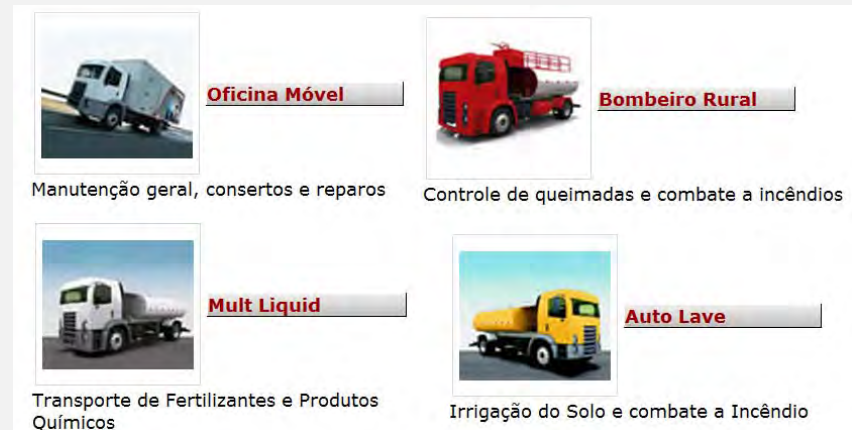 Oficina Móvel
Manutenção geral, consertos e reparos
Bombeiro Rural
Controle de queimadas e combate a incêndios
Mult Liquid
Transporte de Fertilizantes e Produtos
Químicos
Auto Lave
Irrigação do Solo e combate a Incêndio